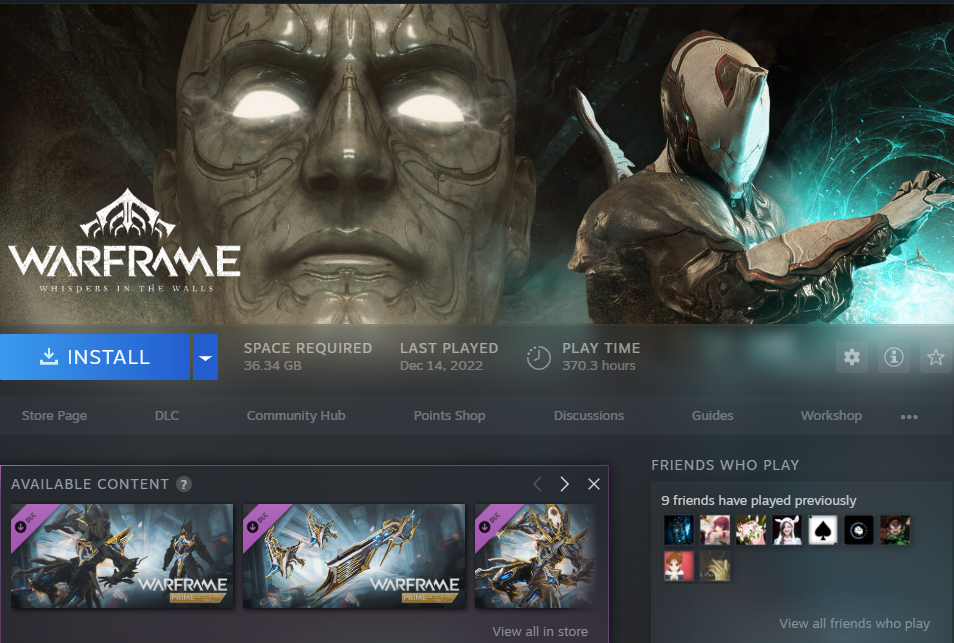 WARFRAME
WHISPERS IN THE WALLS
INSTALL
SPACE REQUIRED
36.34 GB
LAST PLAYED
Dec 14, 2022
PLAY TIME
370.3 hours
Store Page
DLC
Community Hub
Points Shop
Discussions
Guides
Workshop
AVAILABLE CONTENT ?
DLC
WARFRAME
PRIME
DLC
WARFRAME
PRIME
DLC
View all in store
FRIENDS WHO PLAY
9 friends have played previously
View all friends who play